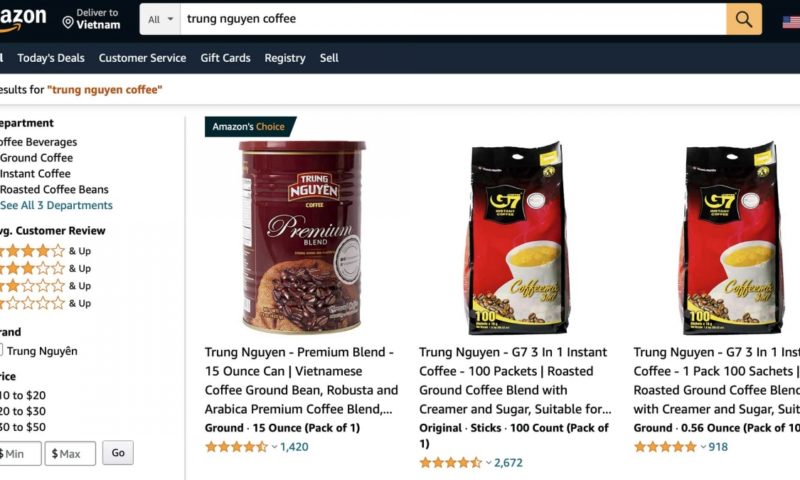 azon
Deliver to
Vietnam
All
trung nguyen coffee
l Today's Deals Customer Service Gift Cards Registry Sell
esults for "trung nguyen coffee"
epartment
offee Beverages
Ground Coffee
Instant Coffee
Roasted Coffee Beans
See All 3 Departments
vg. Customer Review
& Up
& Up
& Up
& Up
rand
Trung Nguyên
rice
10 to $20
20 to $30
30 to $50
$ Min
$ Max
Go
Amazon's Choice
TRUNG
NGUYÊN
COFFEE
Premium
BLEND
Trung Nguyen - Premium Blend -
15 Ounce Can | Vietnamese
Coffee Ground Bean, Robusta and
Arabica Premium Coffee Blend,...
Ground · 15 Ounce (Pack of 1)
1,420
G7
INSTANT
COFFEE
Coffeemix
3in1
100
Trung Nguyen - G7 3 In 1 Instant
Coffee - 100 Packets | Roasted
Ground Coffee Blend with
Creamer and Sugar, Suitable for...
Original · Sticks · 100 Count (Pack of
1)
2,672
G7
INSTANT
COFFEE
Coffeemix
3in1
100
Trung Nguyen - G7 3 In 1 Instant
Coffee - 1 Pack 100 Sachets |
Roasted Ground Coffee Blend
with Creamer and Sugar, Suit
Ground · 0.56 Ounce (Pack of 10
918